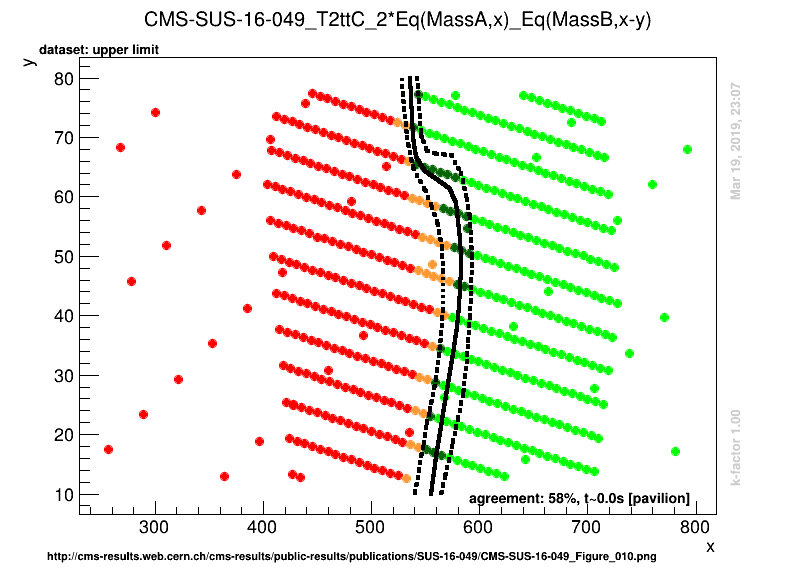 CMS-SUS-16-049_T2ttC_2*Eq(MassA,x)_Eq(MassB,x-y)
dataset: upper limit
y
80
70
60
50
40
30
20
10
300
400
500
600
700
800
x
agreement: 58%, t~0.0s [pavilion]
Mar 19, 2019, 23:07
k-factor 1.00
http://cms-results.web.cern.ch/cms-results/public-results/publications/SUS-16-049/CMS-SUS-16-049_Figure_010.png